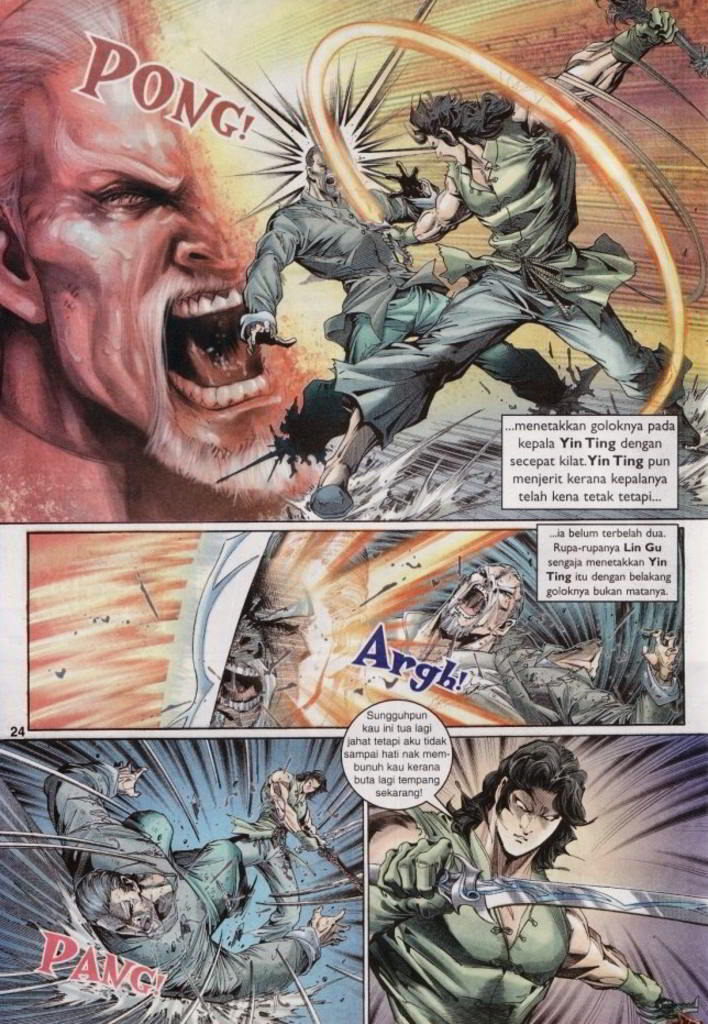 PONG!
...menetakkan goloknya pada
kepala Yin Ting dengan
secepat kilat.Yin Ting pun
menjerit kerana kepalanya
telah kena tetak tetapi...
...ia belum terbelah dua.
Rupa-rupanya Lin Gu
sengaja menetakkan Yin
Ting itu dengan belakang
goloknya bukan matanya.
Argh!
24
Sungguhpun
kau ini tua lagi
jahat tetapi aku tidak
sampai hati nak mem-
bunuh kau kerana
buta lagi tempang
sekarang!
PANG!